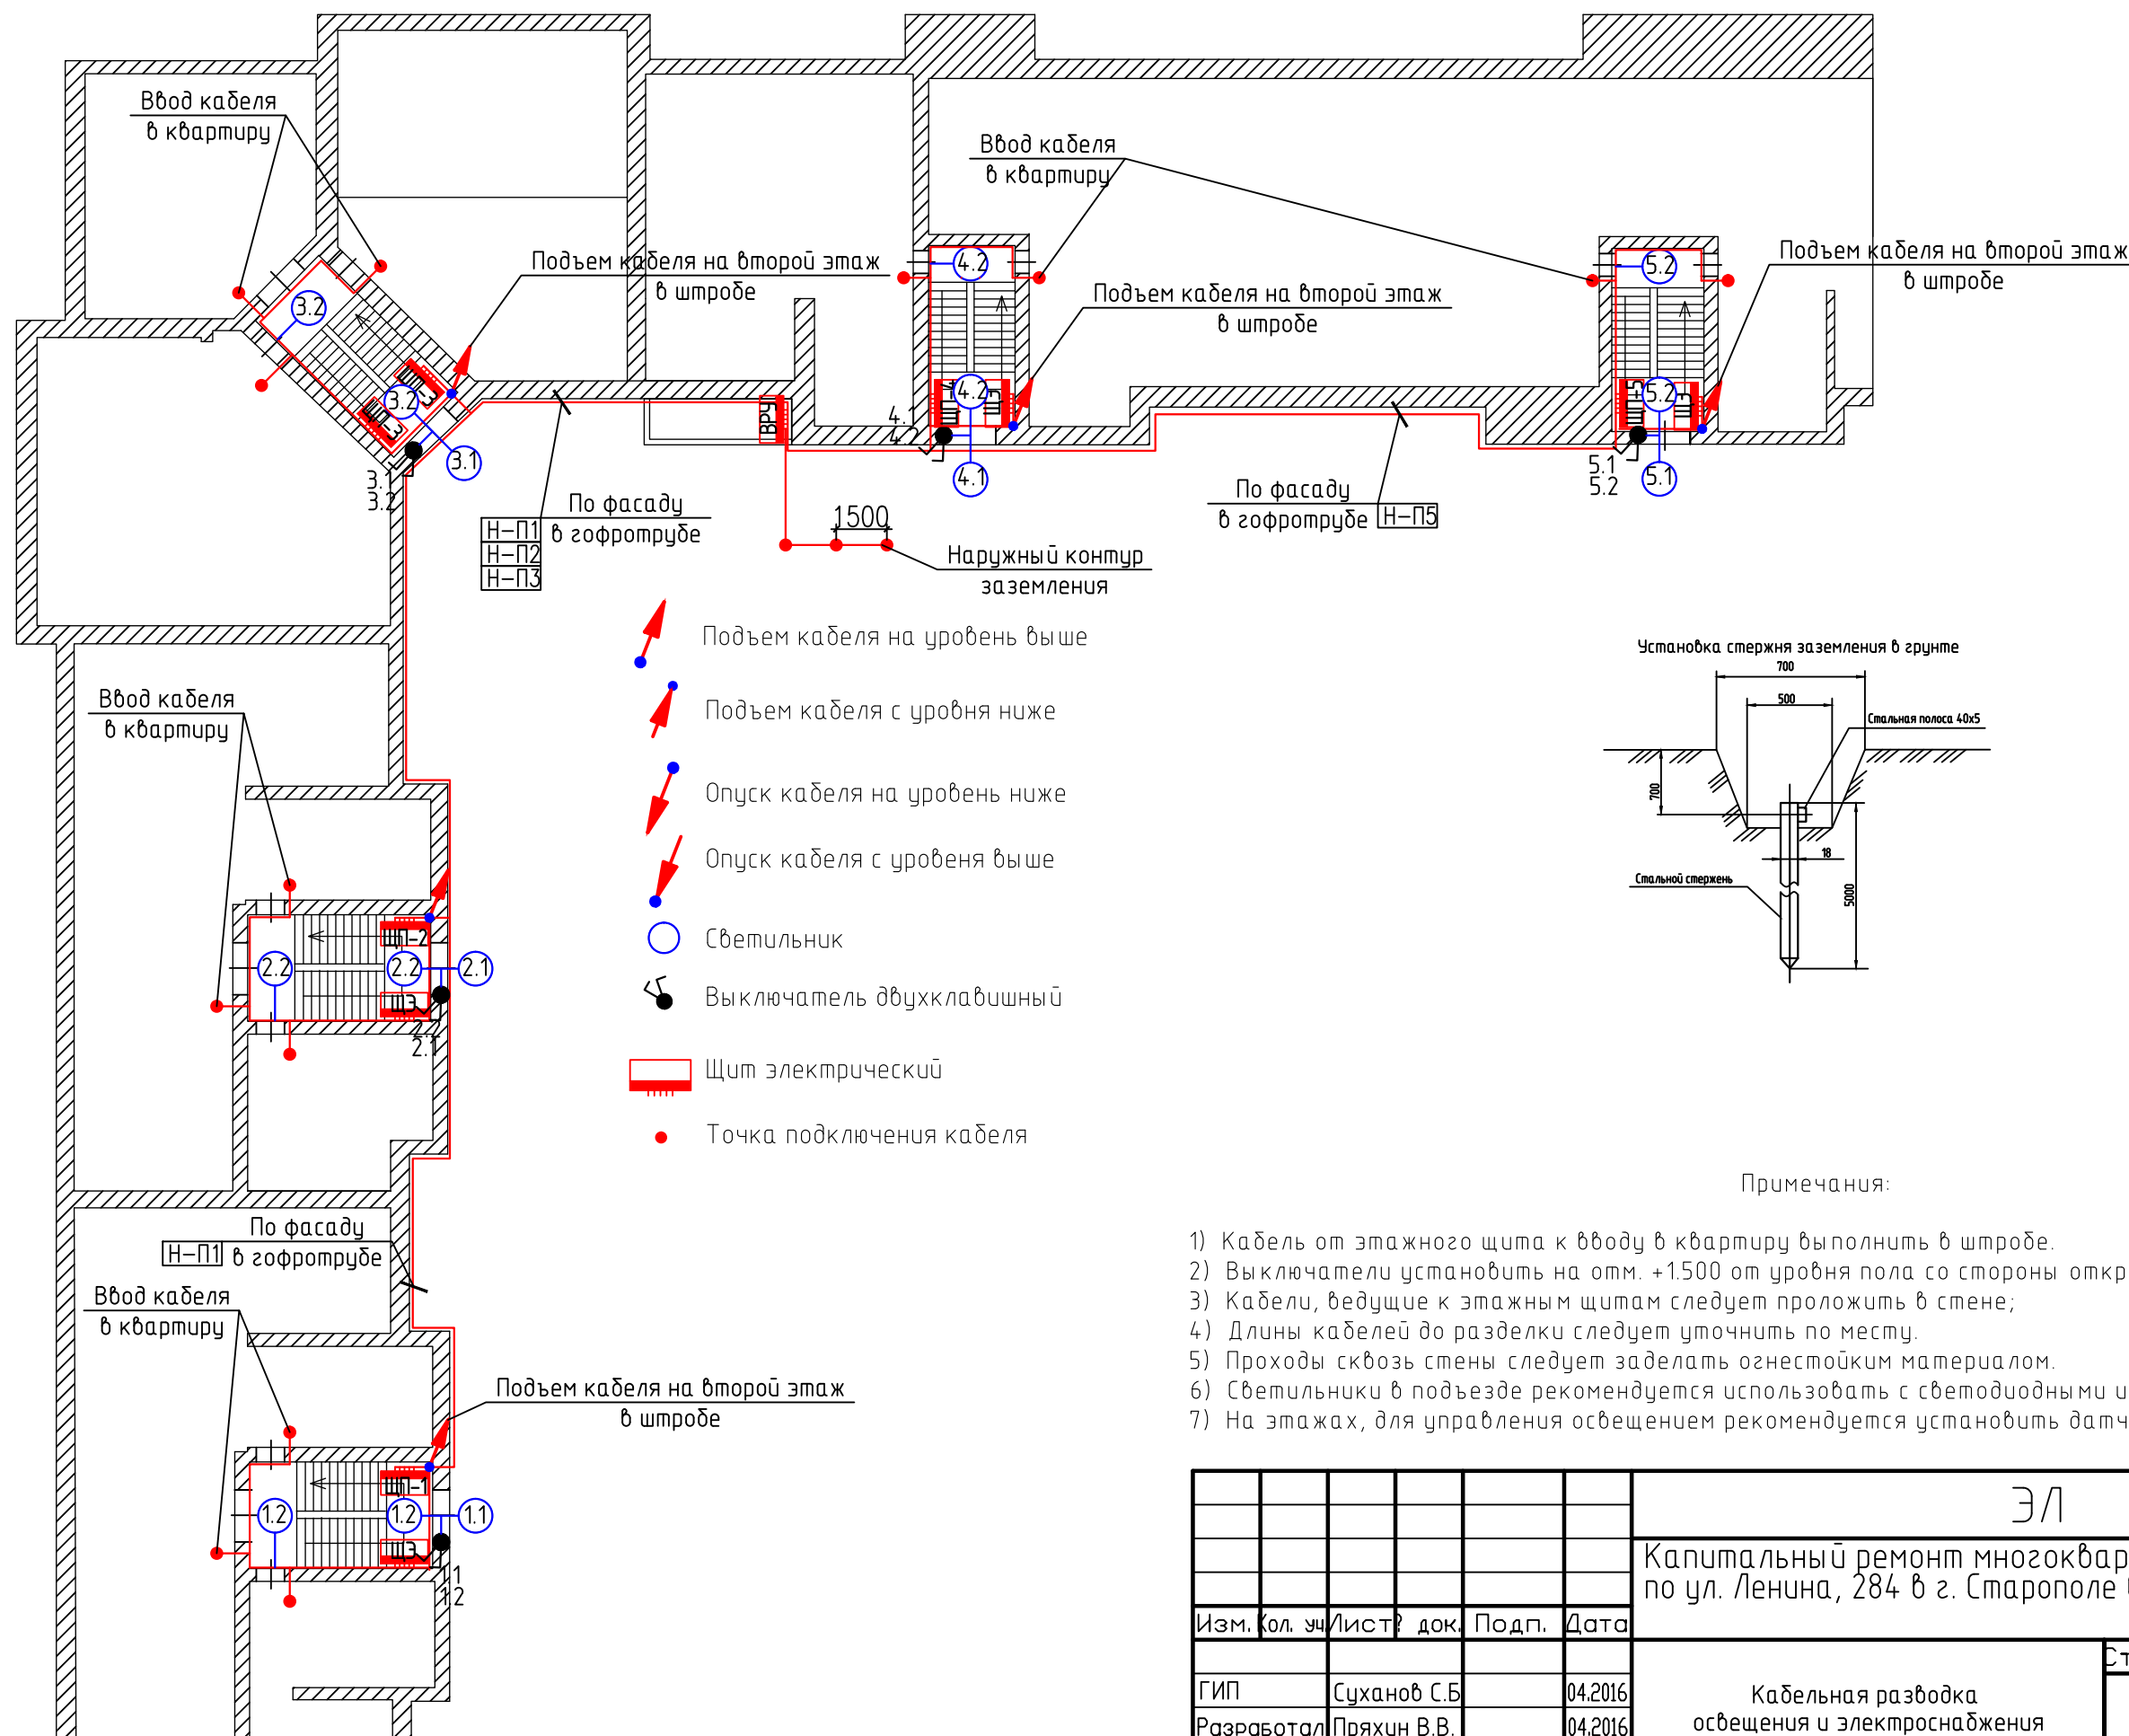 Ввод кабеля
в квартиру
Ввод кабеля
в квартиру
Подъем кабеля на второй этаж
в штробе
Подъем кабеля на второй этаж
в штробе
Подъем кабеля на второй этаж
в штробе
3.2
3.2
3.1
3.1
3.2
ЩП-3
ВРУ
4.2
4.2
4.1
4.1
4.2
ЩЭ
5.2
5.2
5.1
5.1
5.2
ЩП-5
ЩЭ
По фасаду
в гофротрубе
Н-П1
Н-П2
Н-П3
По фасаду
в гофротрубе
Н-П5
1500
Наружный контур
заземления
Подъем кабеля на уровень выше
Подъем кабеля с уровня ниже
Опуск кабеля на уровень ниже
Опуск кабеля с уровеня выше
Светильник
Выключатель двухклавишный
Щит электрический
Точка подключения кабеля
Установка стержня заземления в грунте
700
500
Стальная полоса 40х5
700
18
Стальной стержень
5000
Ввод кабеля
в квартиру
ЩП-2
2.2
2.2
2.1
ЩЭ
2.2
2.1
По фасаду
Н-П1 в гофротрубе
Ввод кабеля
в квартиру
Подъем кабеля на второй этаж
в штробе
ЩП-1
1.2
1.2
1.1
ЩЭ
1.1
1.2
Примечания:
1) Кабель от этажного щита к вводу в квартиру выполнить в штробе.
2) Выключатели установить на отм. +1.500 от уровня пола со стороны откр
3) Кабели, ведущие к этажным щитам следует проложить в стене;
4) Длины кабелей до разделки следует уточнить по месту.
5) Проходы сквозь стены следует заделать огнестойким материалом.
6) Светильники в подъезде рекомендуется использовать с светодиодными и
7) На этажах, для управления освещением рекомендуется установить датч
ЭЛ
Капитальный ремонт многоквар
по ул. Ленина, 284 в г. Старополе
Изм. Кол. уч Лист ? док. Подп. Дата
Ст
ГИП Суханов С.Б 04.2016
Разработал Пряхин В.В. 04.2016
Кабельная разводка
освещения и электроснабжения